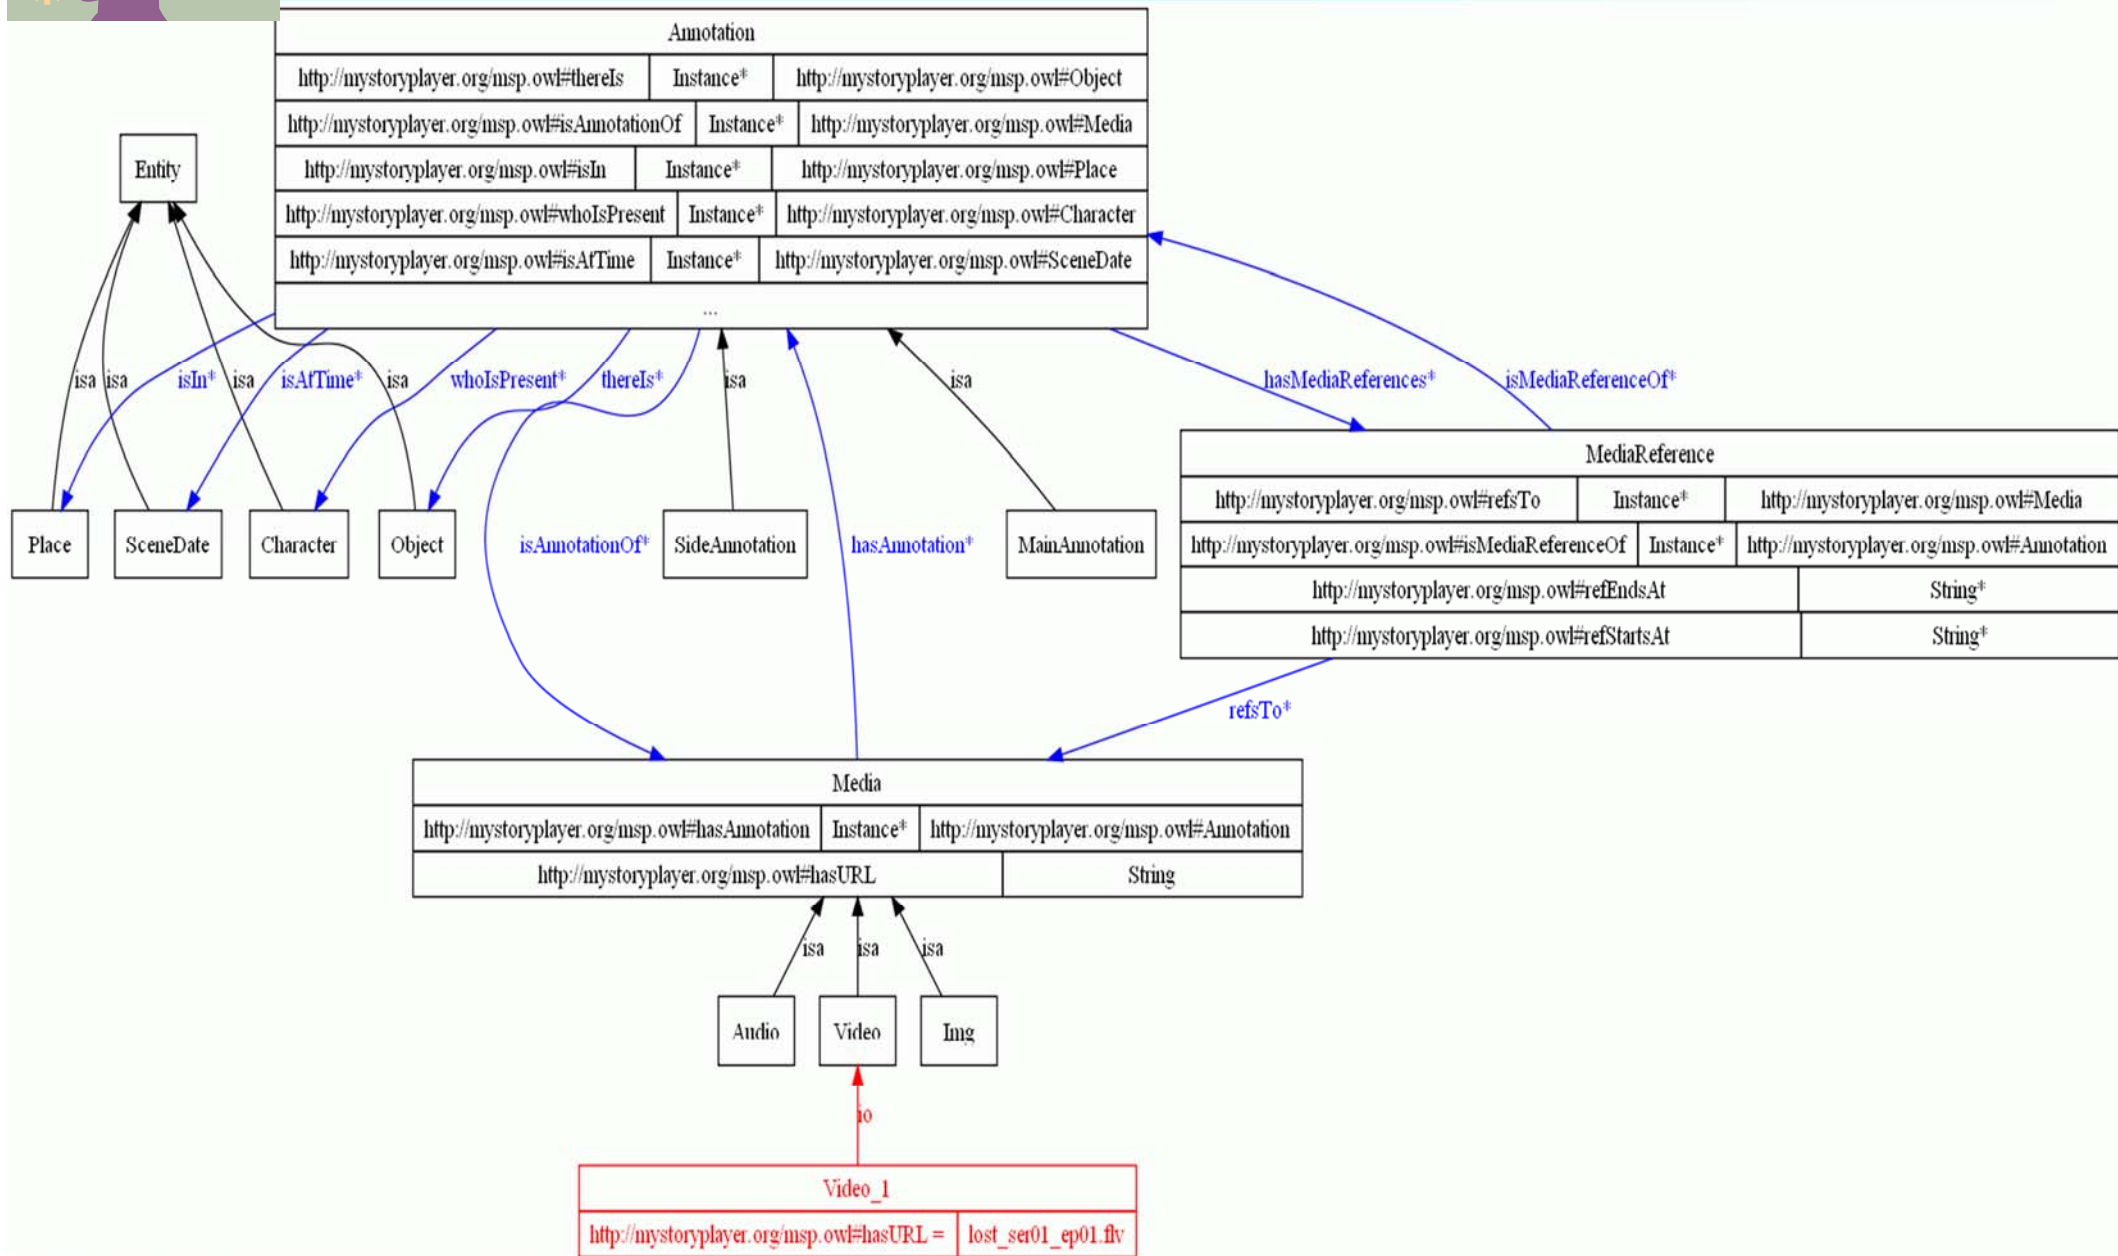 Annotation
http://mystoryplayer.org/msp.owl#thereIs Instance* http://mystoryplayer.org/msp.owl#Object
http://mystoryplayer.org/msp.owl#isAnnotationOf Instance* http://mystoryplayer.org/msp.owl#Media
http://mystoryplayer.org/msp.owl#isIn Instance* http://mystoryplayer.org/msp.owl#Place
http://mystoryplayer.org/msp.owl#whoIsPresent Instance* http://mystoryplayer.org/msp.owl#Character
http://mystoryplayer.org/msp.owl#isAtTime Instance* http://mystoryplayer.org/msp.owl#SceneDate
...
Entity
isa isa isIn* isa isAtTime* isa whoIsPresent* thereIs* isa isa hasMediaReferences* isMediaReferenceOf*
MediaReference
http://mystoryplayer.org/msp.owl#refsTo Instance* http://mystoryplayer.org/msp.owl#Media
http://mystoryplayer.org/msp.owl#isMediaReferenceOf Instance* http://mystoryplayer.org/msp.owl#Annotation
http://mystoryplayer.org/msp.owl#refEndsAt String*
http://mystoryplayer.org/msp.owl#refStartsAt String*
Place SceneDate Character Object isAnnotationOf* SideAnnotation hasAnnotation* MainAnnotation
refsTo*
Media
http://mystoryplayer.org/msp.owl#hasAnnotation Instance* http://mystoryplayer.org/msp.owl#Annotation
http://mystoryplayer.org/msp.owl#hasURL String
isa isa isa
Audio Video Img
io
Video_1
http://mystoryplayer.org/msp.owl#hasURL = lost_ser01_ep01.flv